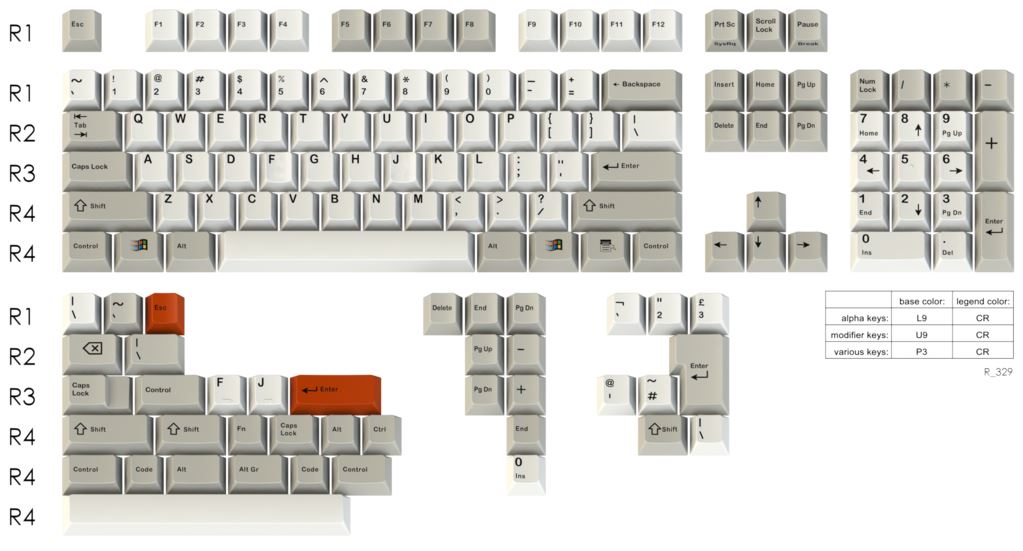 R1 Esc F1 F2 F3 F4 F5 F6 F7 F8 F9 F10 F11 F12 Prt Sc SysRq Scroll Lock Pause Break
R1 ~ ` ! 1 @ 2 # 3 $ 4 % 5 ^ 6 & 7 * 8 ( 9 ) 0 _ - + = ← Backspace Insert Home Pg Up Num Lock / * –
R2 Tab Q W E R T Y U I O P { [ } ] | \ Delete End Pg Dn 7 Home 8 ↑ 9 Pg Up +
R3 Caps Lock A S D F G H J K L : ; " ' Enter 4 ← 5 6 →
R4 Shift Z X C V B N M < , > . ? / Shift ↑ 1 End 2 ↓ 3 Pg Dn Enter
R4 Control Alt Alt Control ← ↓ → 0 Ins . Del
R1 | \ ~ ` Esc Delete End Pg Dn ¬ ` " 2 £ 3
R2 | \ Pg Up – Enter
R3 Caps Lock Control F J Enter Pg Dn + @ ' ~ #
R4 Shift Shift Fn Caps Lock Alt Ctrl End Shift | \
R4 Control Code Alt Alt Gr Code Control 0 Ins
R4
base color: legend color:
alpha keys: L9 CR
modifier keys: U9 CR
various keys: P3 CR
R_329